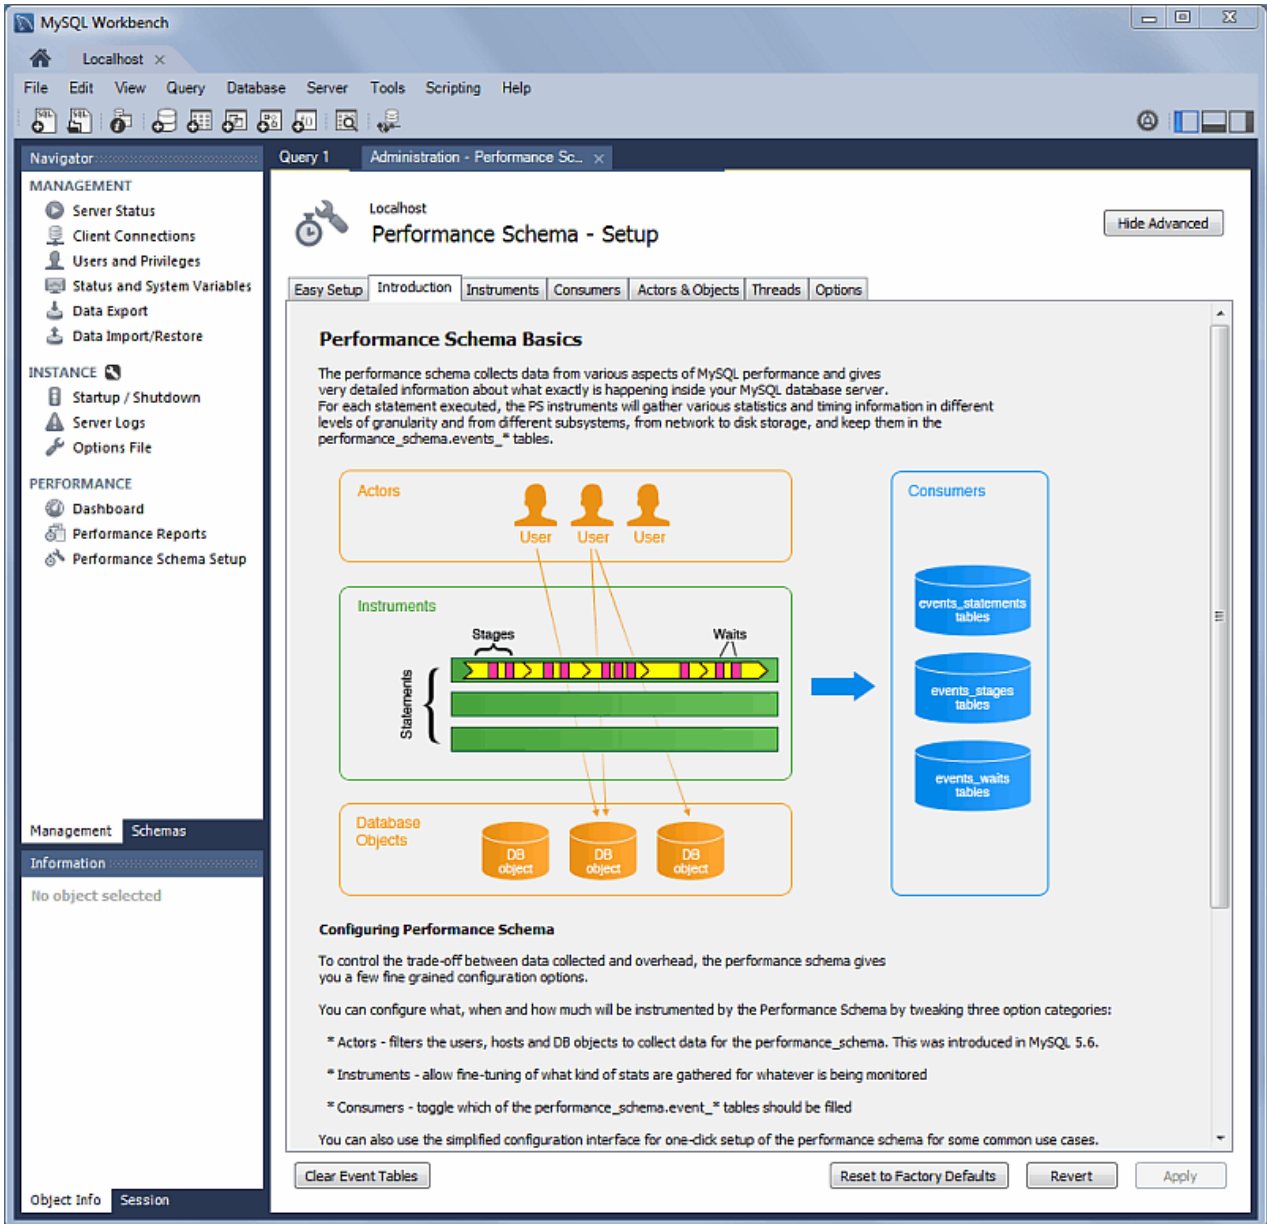 MySQL Workbench
Localhost
File Edit View Query Database Server Tools Scripting Help
Navigator
MANAGEMENT
Server Status
Client Connections
Users and Privileges
Status and System Variables
Data Export
Data Import/Restore
INSTANCE
Startup / Shutdown
Server Logs
Options File
PERFORMANCE
Dashboard
Performance Reports
Performance Schema Setup
Management Schemas
Information
No object selected
Object Info Session
Query 1 Administration - Performance Sc...
Localhost
Performance Schema - Setup
Hide Advanced
Easy Setup Introduction Instruments Consumers Actors & Objects Threads Options
Performance Schema Basics
The performance schema collects data from various aspects of MySQL performance and gives
very detailed information about what exactly is happening inside your MySQL database server.
For each statement executed, the PS instruments will gather various statistics and timing information in different
levels of granularity and from different subsystems, from network to disk storage, and keep them in the
performance_schema.events_* tables.
Actors
User User User
Instruments
Stages Waits
Statements
Database
Objects
DB
object
DB
object
DB
object
Consumers
events_statements
tables
events_stages
tables
events_waits
tables
Configuring Performance Schema
To control the trade-off between data collected and overhead, the performance schema gives
you a few fine grained configuration options.
You can configure what, when and how much will be instrumented by the Performance Schema by tweaking three option categories:
* Actors - filters the users, hosts and DB objects to collect data for the performance_schema. This was introduced in MySQL 5.6.
* Instruments - allow fine-tuning of what kind of stats are gathered for whatever is being monitored
* Consumers - toggle which of the performance_schema.event_* tables should be filled
You can also use the simplified configuration interface for one-click setup of the performance schema for some common use cases.
Clear Event Tables Reset to Factory Defaults Revert Apply